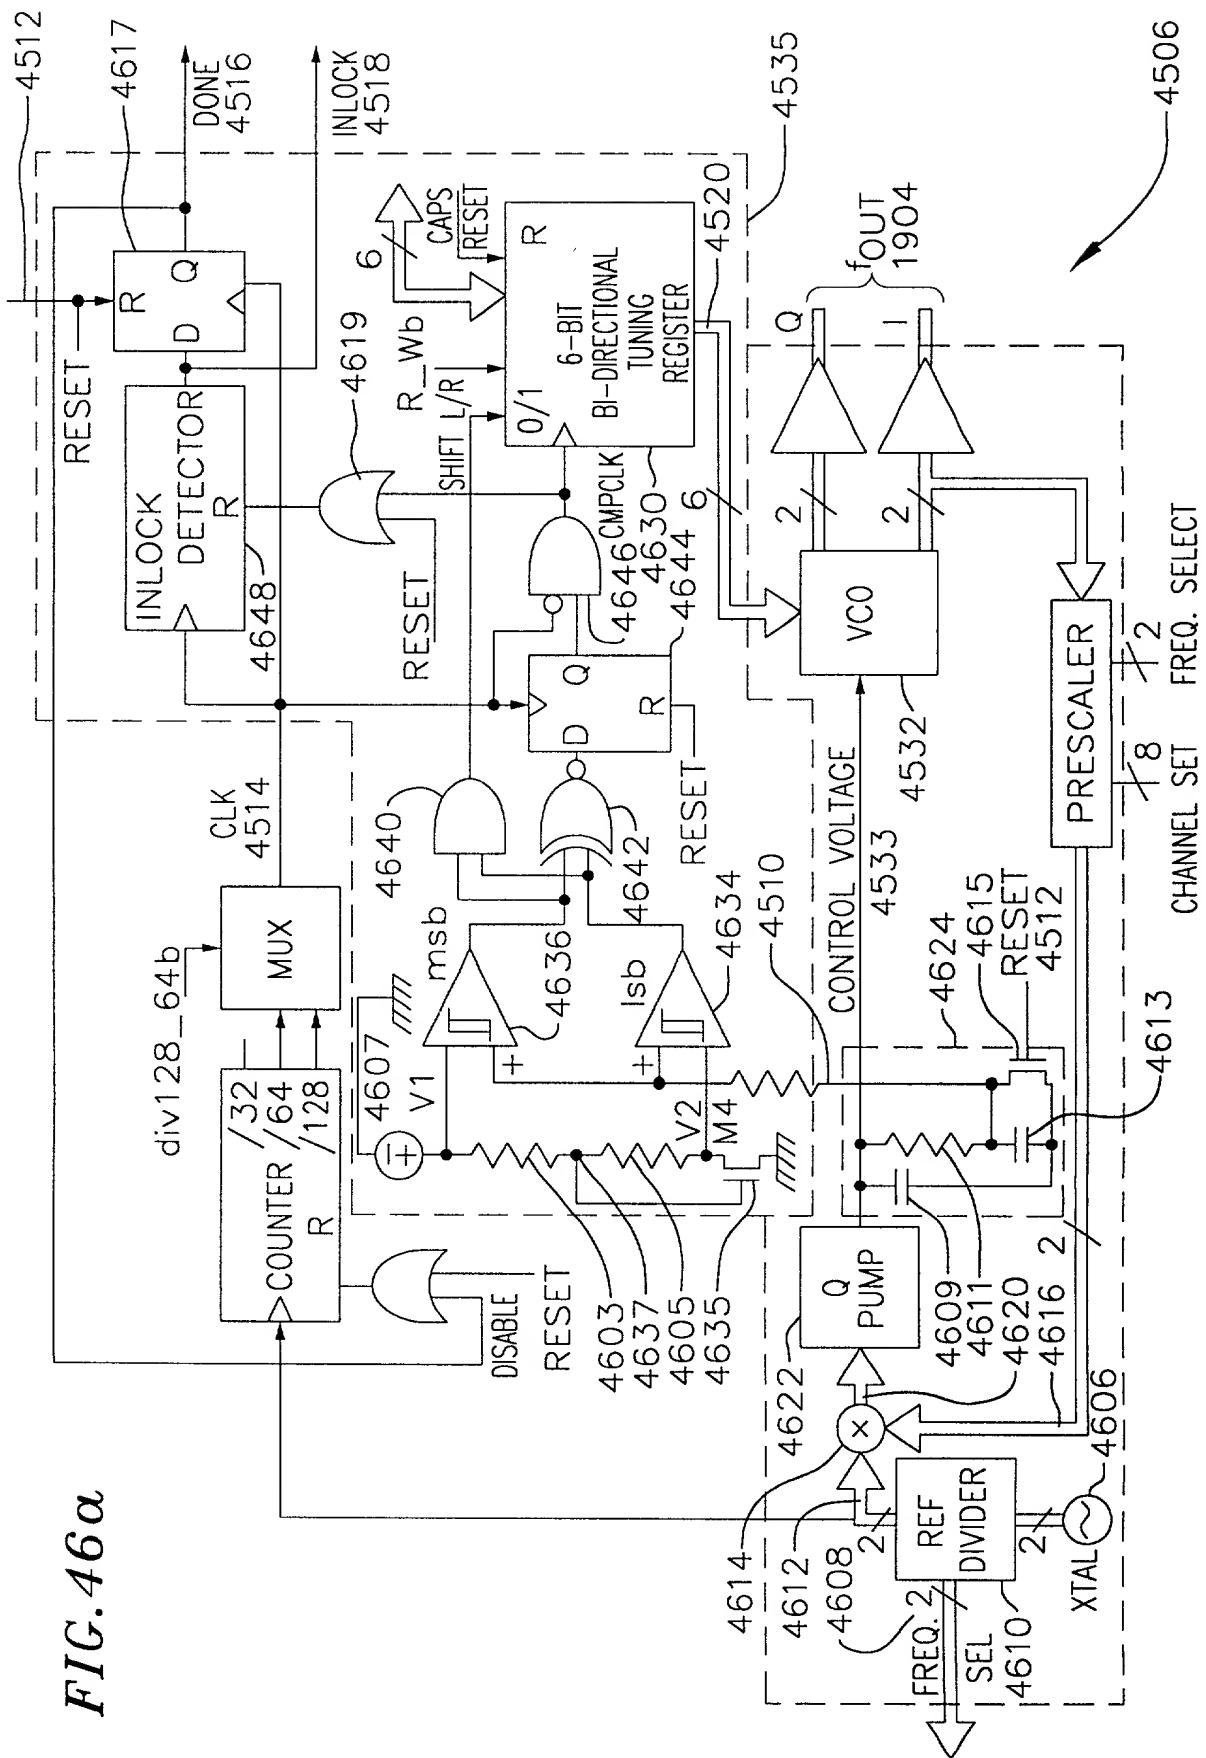 FIG.46a
4512
4617
DONE
4516
INLOCK
4518
RESET
R
D
Q
INLOCK
DETECTOR
R
4648
4619
RESET
CLK
4514
MUX
div128_64b
COUNTER
/32
/64
/128
R
DISABLE
RESET
4535
6
CAPS
RESET
R_Wb
SHIFT L/R
0/1
R
6-BIT
BI-DIRECTIONAL
TUNING
REGISTER
CMPCLK
4630
4646
4644
4520
6
D
Q
R
RESET
4640
4642
msb
4636
lsb
4634
4510
4607
V1
+
+
V2
M4
4603
4637
4605
4635
4506
fOUT
1904
Q
I
2
2
VCO
4532
CONTROL VOLTAGE
4533
PRESCALER
2
FREQ. SELECT
8
CHANNEL SET
4624
4615
RESET
4512
4613
2
Q
PUMP
4622
4609
4611
4620
4616
4606
4614
4612
4608
X
2
REF
DIVIDER
2
XTAL
FREQ. 2
SEL
4610